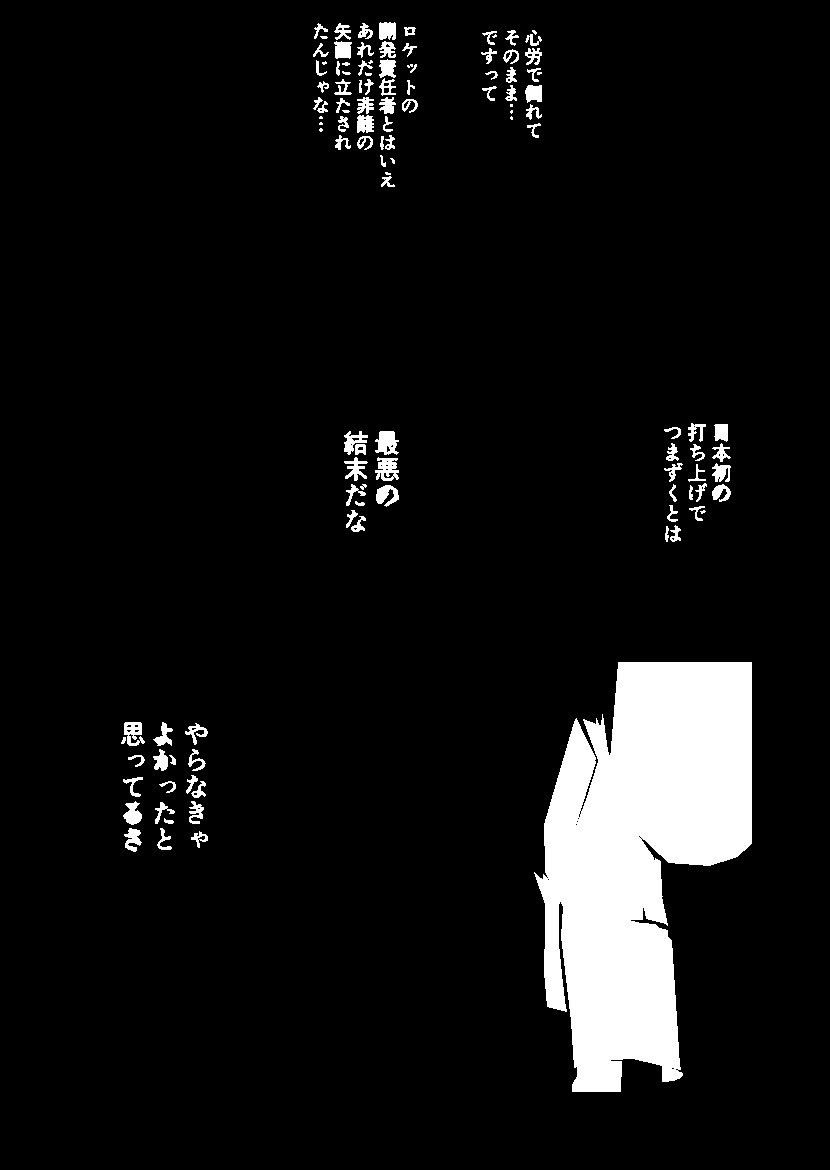 心労で倒れて
そのまま…
ですって
ロケットの
開発責任者とはいえ
あれだけ非難の
矢面に立たされ
たんじゃな…
日本初の
打ち上げで
つまずくとは
最悪の
結末だな
やらなきゃ
よかったと
思ってるさ